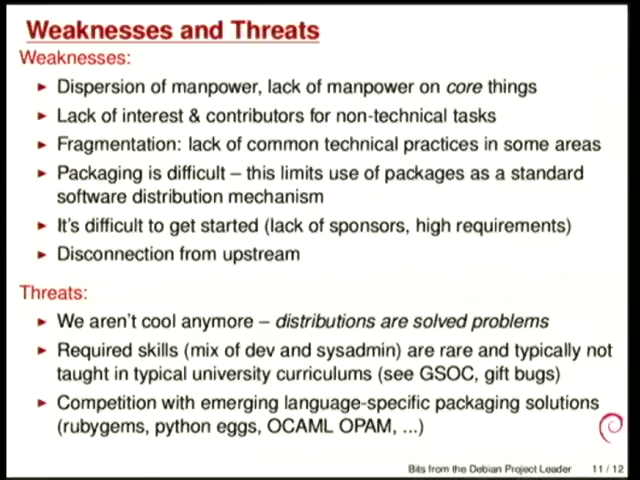 Weaknesses and Threats
Weaknesses:
Dispersion of manpower, lack of manpower on core things
Lack of interest & contributors for non-technical tasks
Fragmentation: lack of common technical practices in some areas
Packaging is difficult – this limits use of packages as a standard
software distribution mechanism
It's difficult to get started (lack of sponsors, high requirements)
Disconnection from upstream
Threats:
We aren't cool anymore – distributions are solved problems
Required skills (mix of dev and sysadmin) are rare and typically not
taught in typical university curriculums (see GSOC, gift bugs)
Competition with emerging language-specific packaging solutions
(rubygems, python eggs, OCAML OPAM, ...)
Bits from the Debian Project Leader 11 / 12